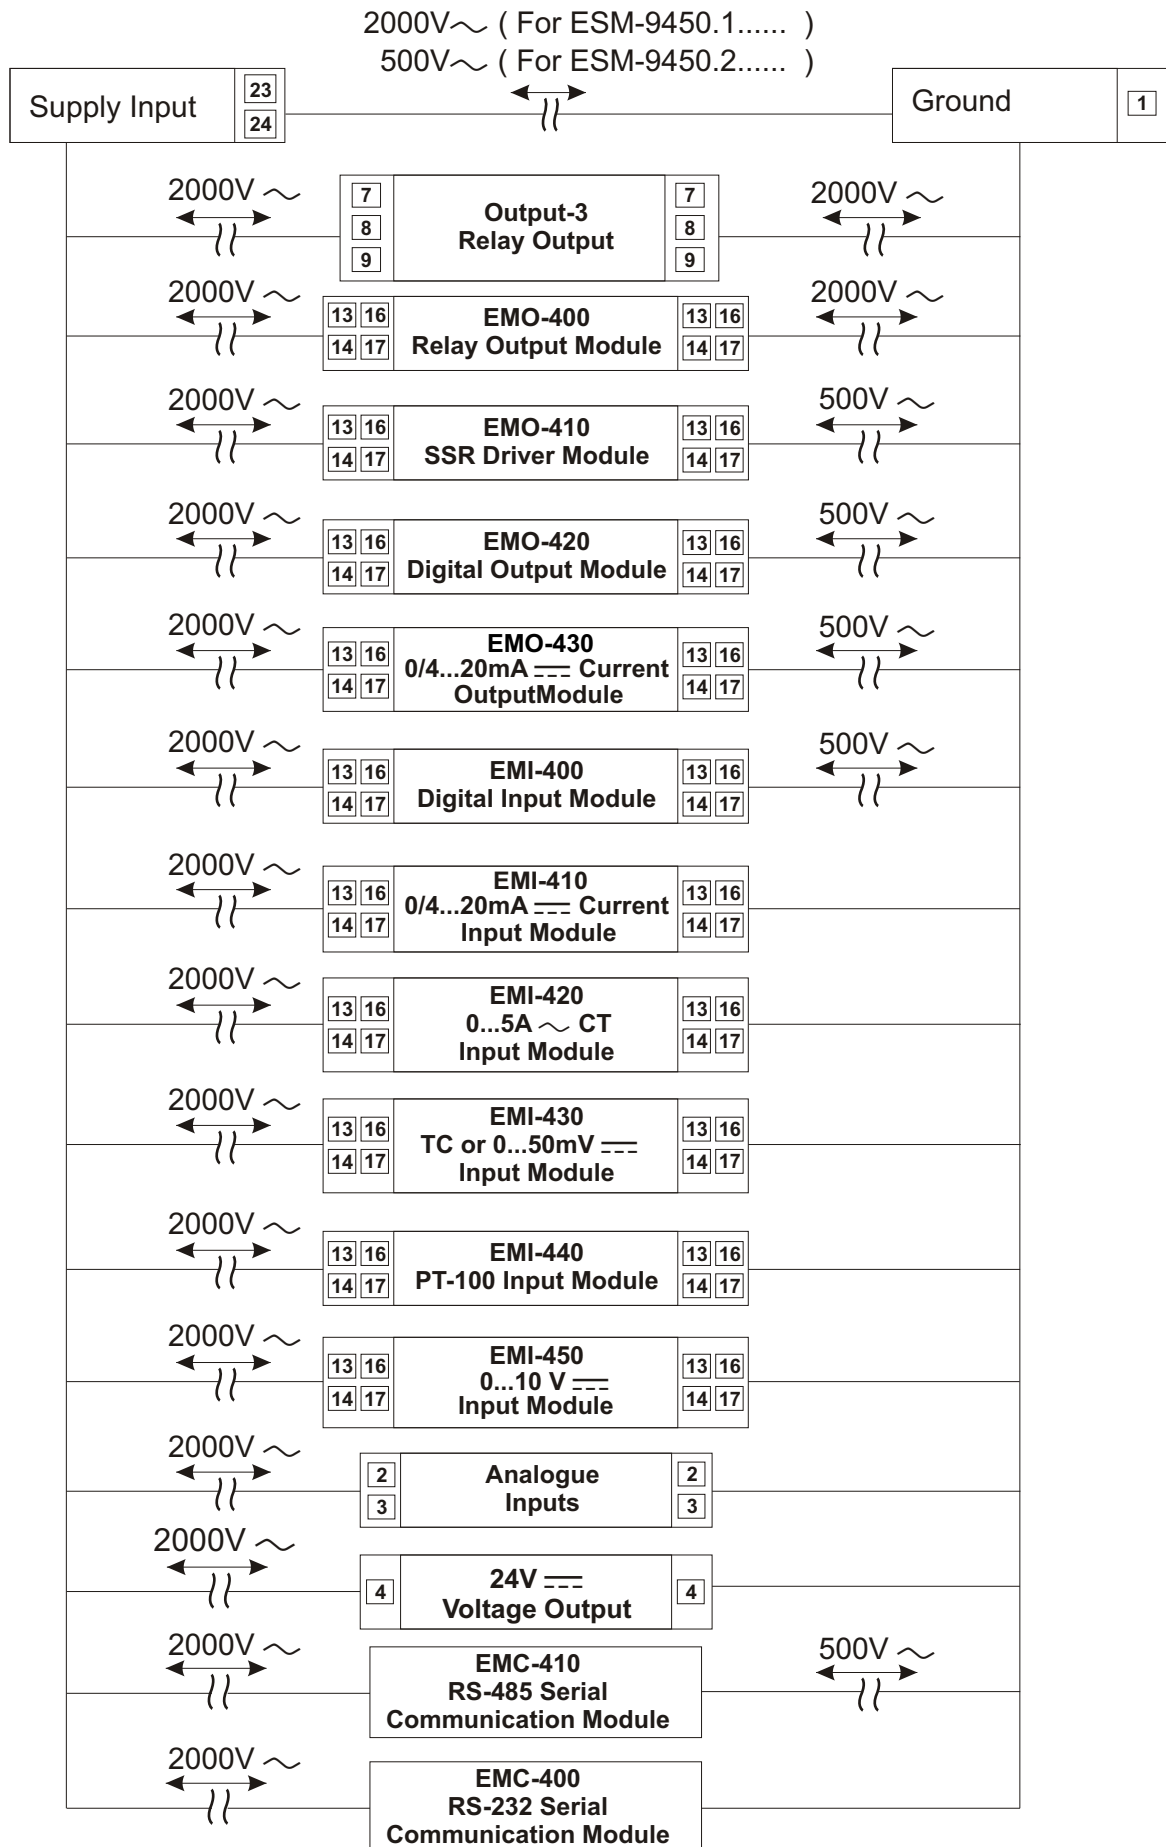 2000V ( For ESM-9450.1...... )
500V ( For ESM-9450.2...... )
Supply Input 23 24
Ground 1
2000V 7 8 9 Output-3 Relay Output 7 8 9 2000V
2000V 13 16 14 17 EMO-400 Relay Output Module 13 16 14 17 2000V
2000V 13 16 14 17 EMO-410 SSR Driver Module 13 16 14 17 500V
2000V 13 16 14 17 EMO-420 Digital Output Module 13 16 14 17 500V
2000V 13 16 14 17 EMO-430 0/4...20mA Current OutputModule 13 16 14 17 500V
2000V 13 16 14 17 EMI-400 Digital Input Module 13 16 14 17 500V
2000V 13 16 14 17 EMI-410 0/4...20mA Current Input Module 13 16 14 17
2000V 13 16 14 17 EMI-420 0...5A CT Input Module 13 16 14 17
2000V 13 16 14 17 EMI-430 TC or 0...50mV Input Module 13 16 14 17
2000V 13 16 14 17 EMI-440 PT-100 Input Module 13 16 14 17
2000V 13 16 14 17 EMI-450 0...10 V Input Module 13 16 14 17
2000V 2 3 Analogue Inputs 2 3
2000V 4 24V Voltage Output 4
2000V EMC-410 RS-485 Serial Communication Module 500V
2000V EMC-400 RS-232 Serial Communication Module